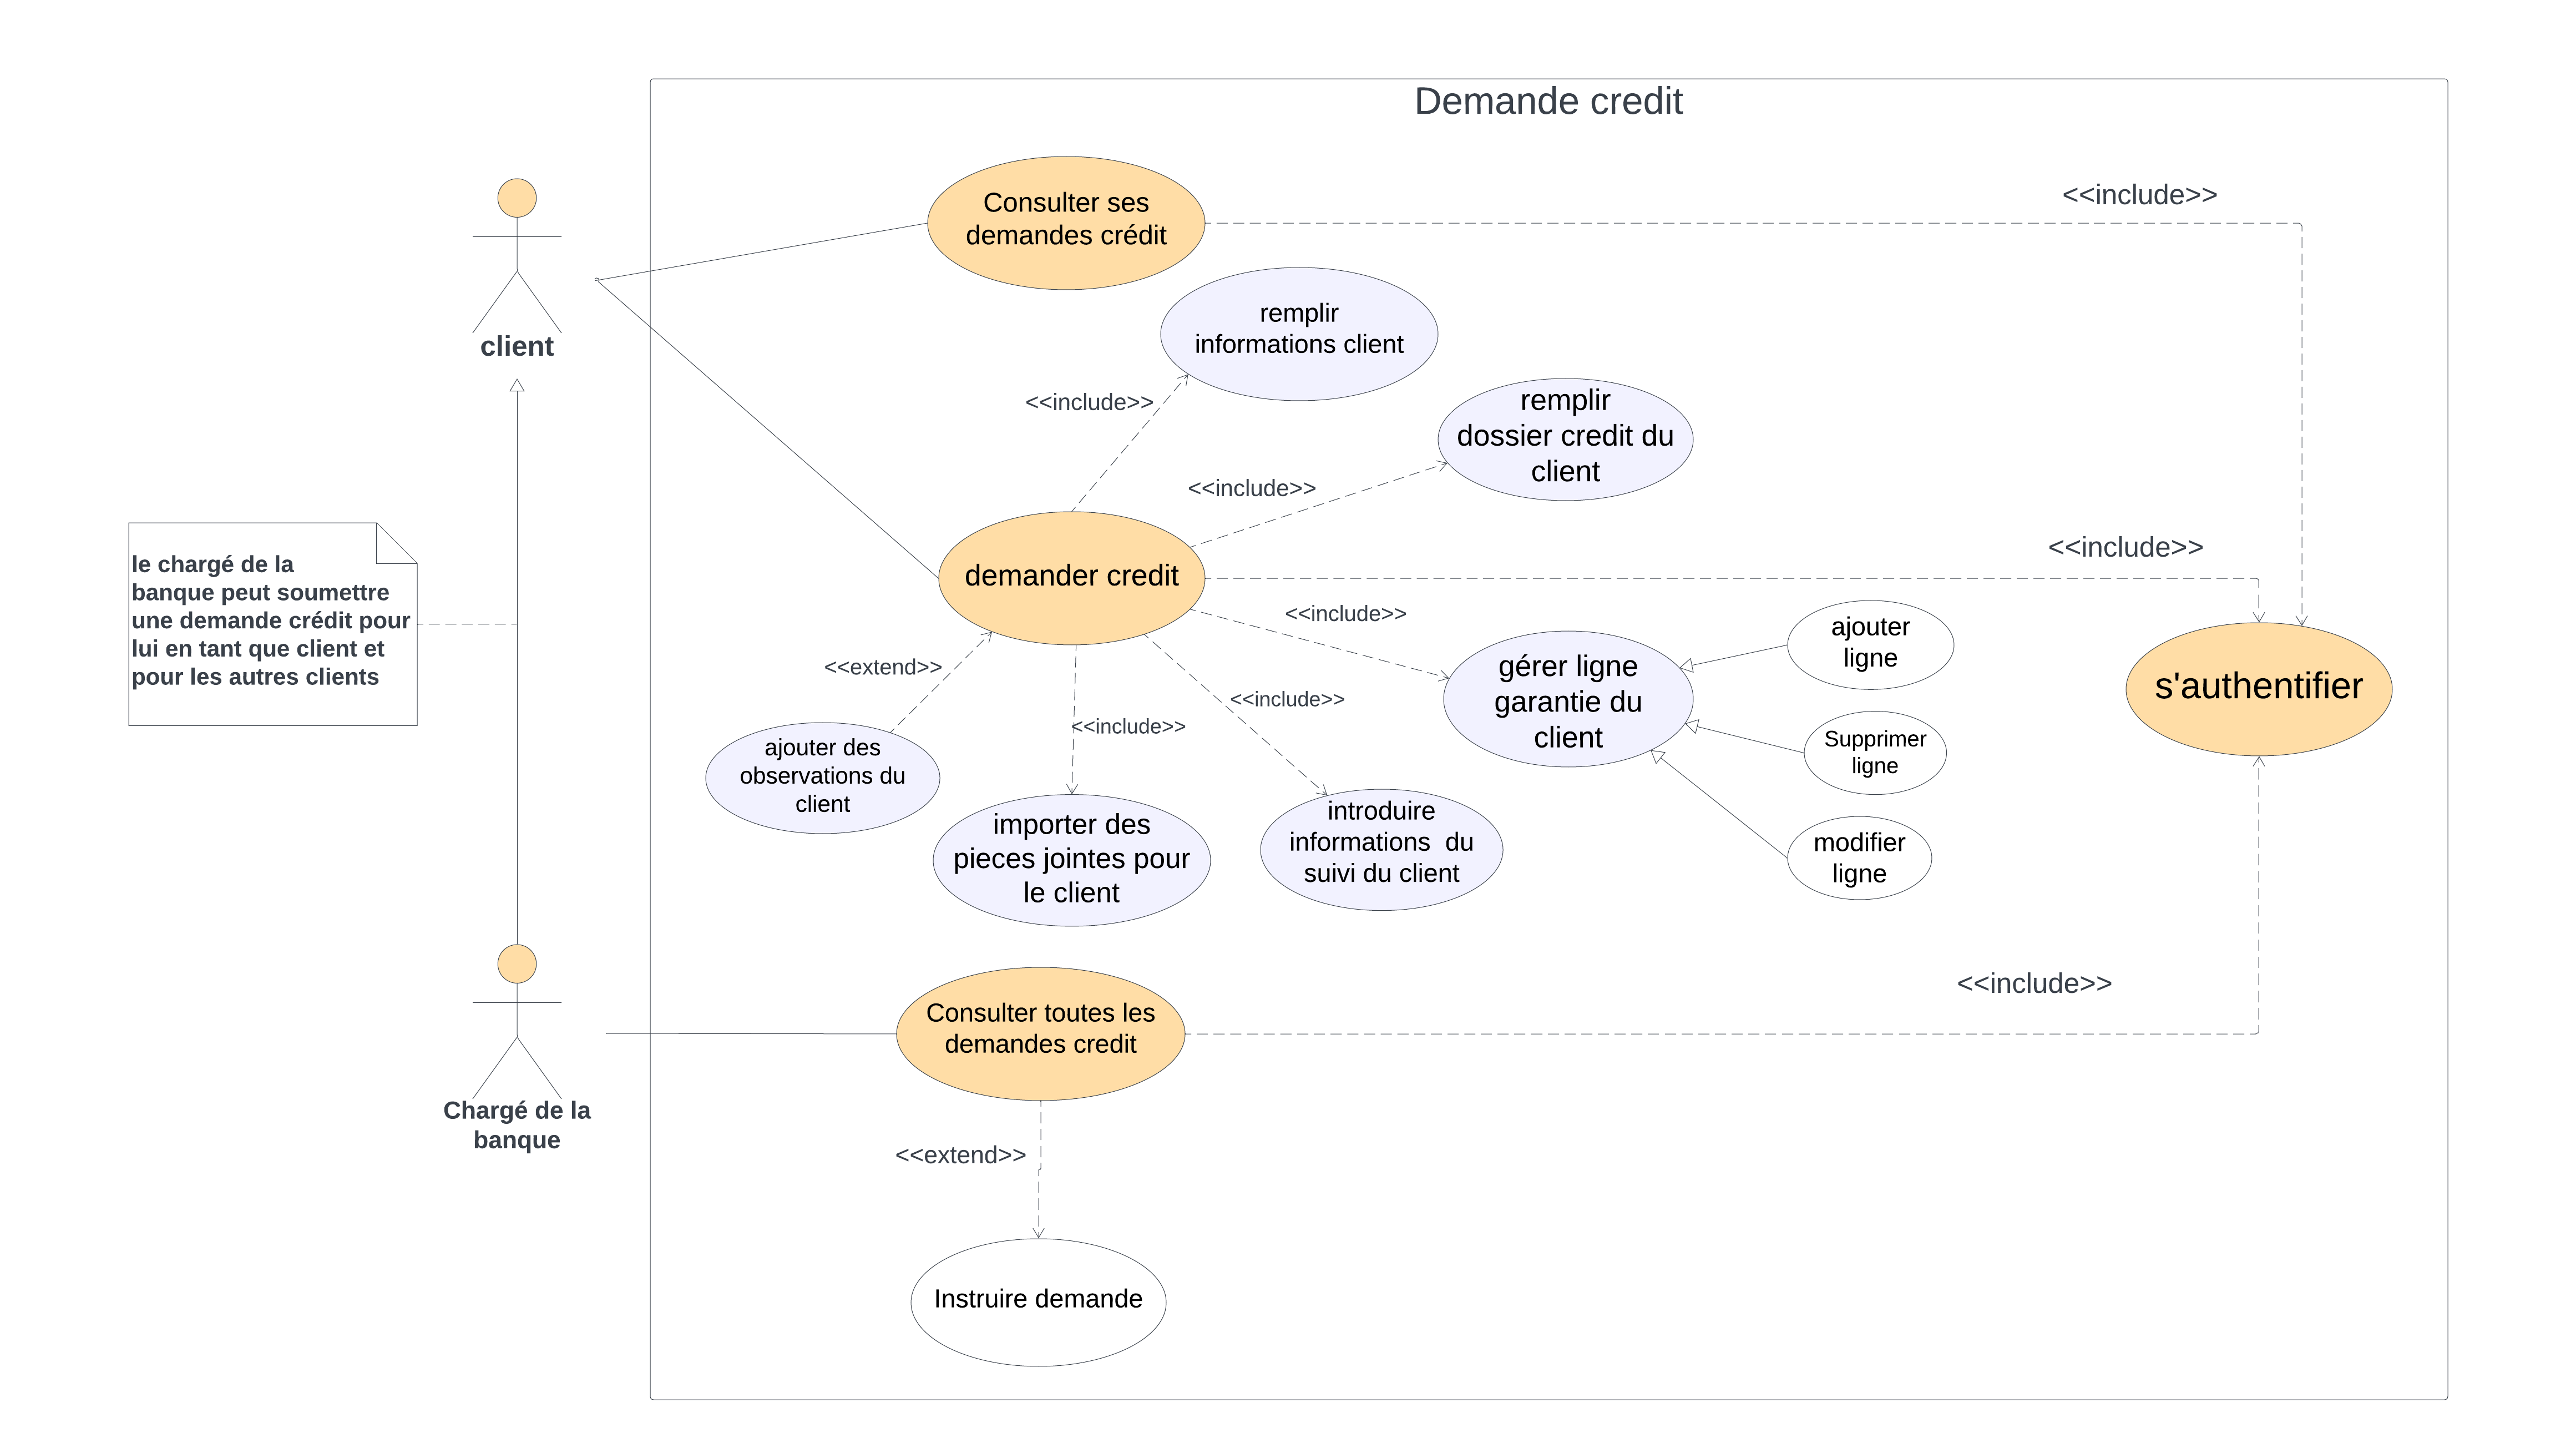 Demande credit
Consulter ses
demandes crédit
<<include>>
remplir
informations client
client
<<include>>
remplir
dossier credit du
client
<<include>>
demander credit
<<include>>
le chargé de la
banque peut soumettre
une demande crédit pour
lui en tant que client et
pour les autres clients
<<include>>
ajouter
ligne
<<extend>>
gérer ligne
garantie du
client
s'authentifier
<<include>>
<<include>>
Supprimer
ligne
ajouter des
observations du
client
importer des
pieces jointes pour
le client
introduire
informations  du
suivi du client
modifier
ligne
<<include>>
Consulter toutes les
demandes credit
Chargé de la
banque
<<extend>>
Instruire demande